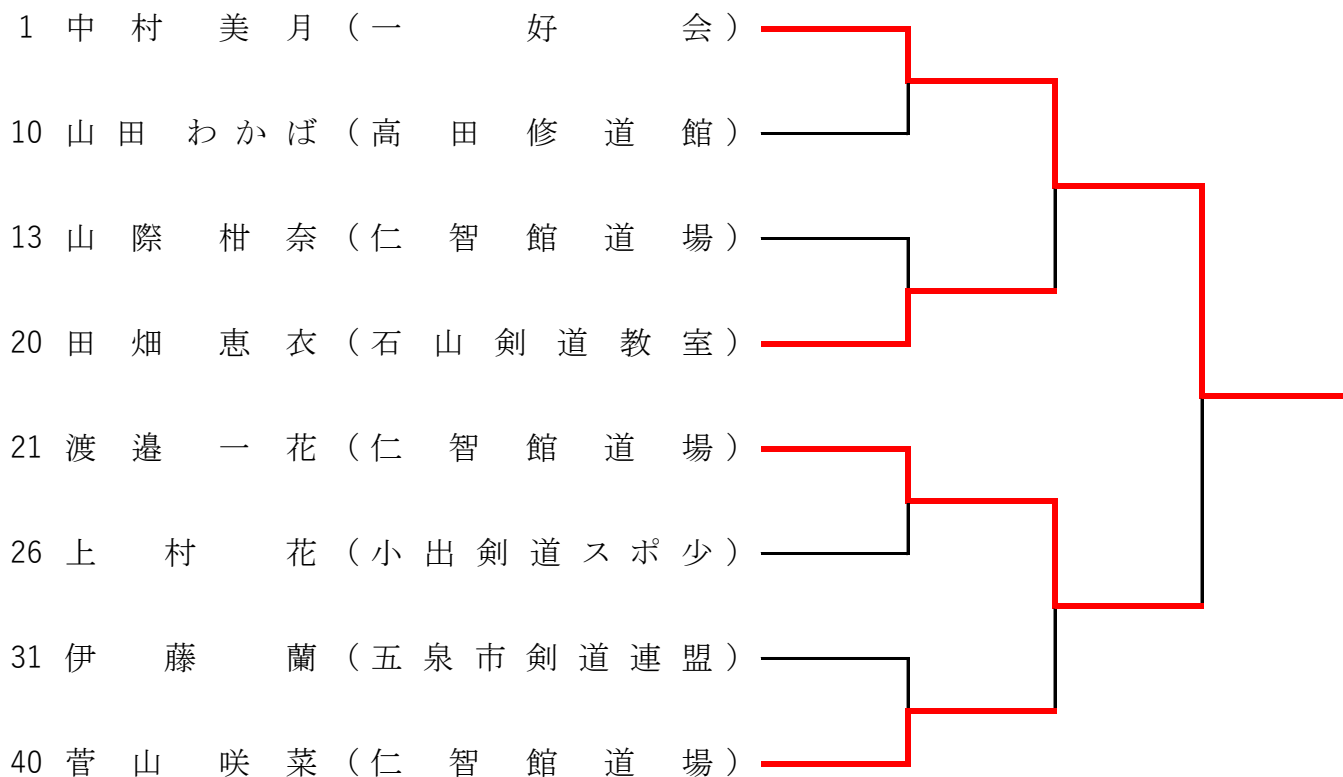 1 中村 美月（一好会）
10 山田 わかば（高田修道館）
13 山際 柑奈（仁智館道場）
20 田畑 恵衣（石山剣道教室）
21 渡邉 一花（仁智館道場）
26 上村 花（小出剣道スポ少）
31 伊藤 蘭（五泉市剣道連盟）
40 菅山 咲菜（仁智館道場）